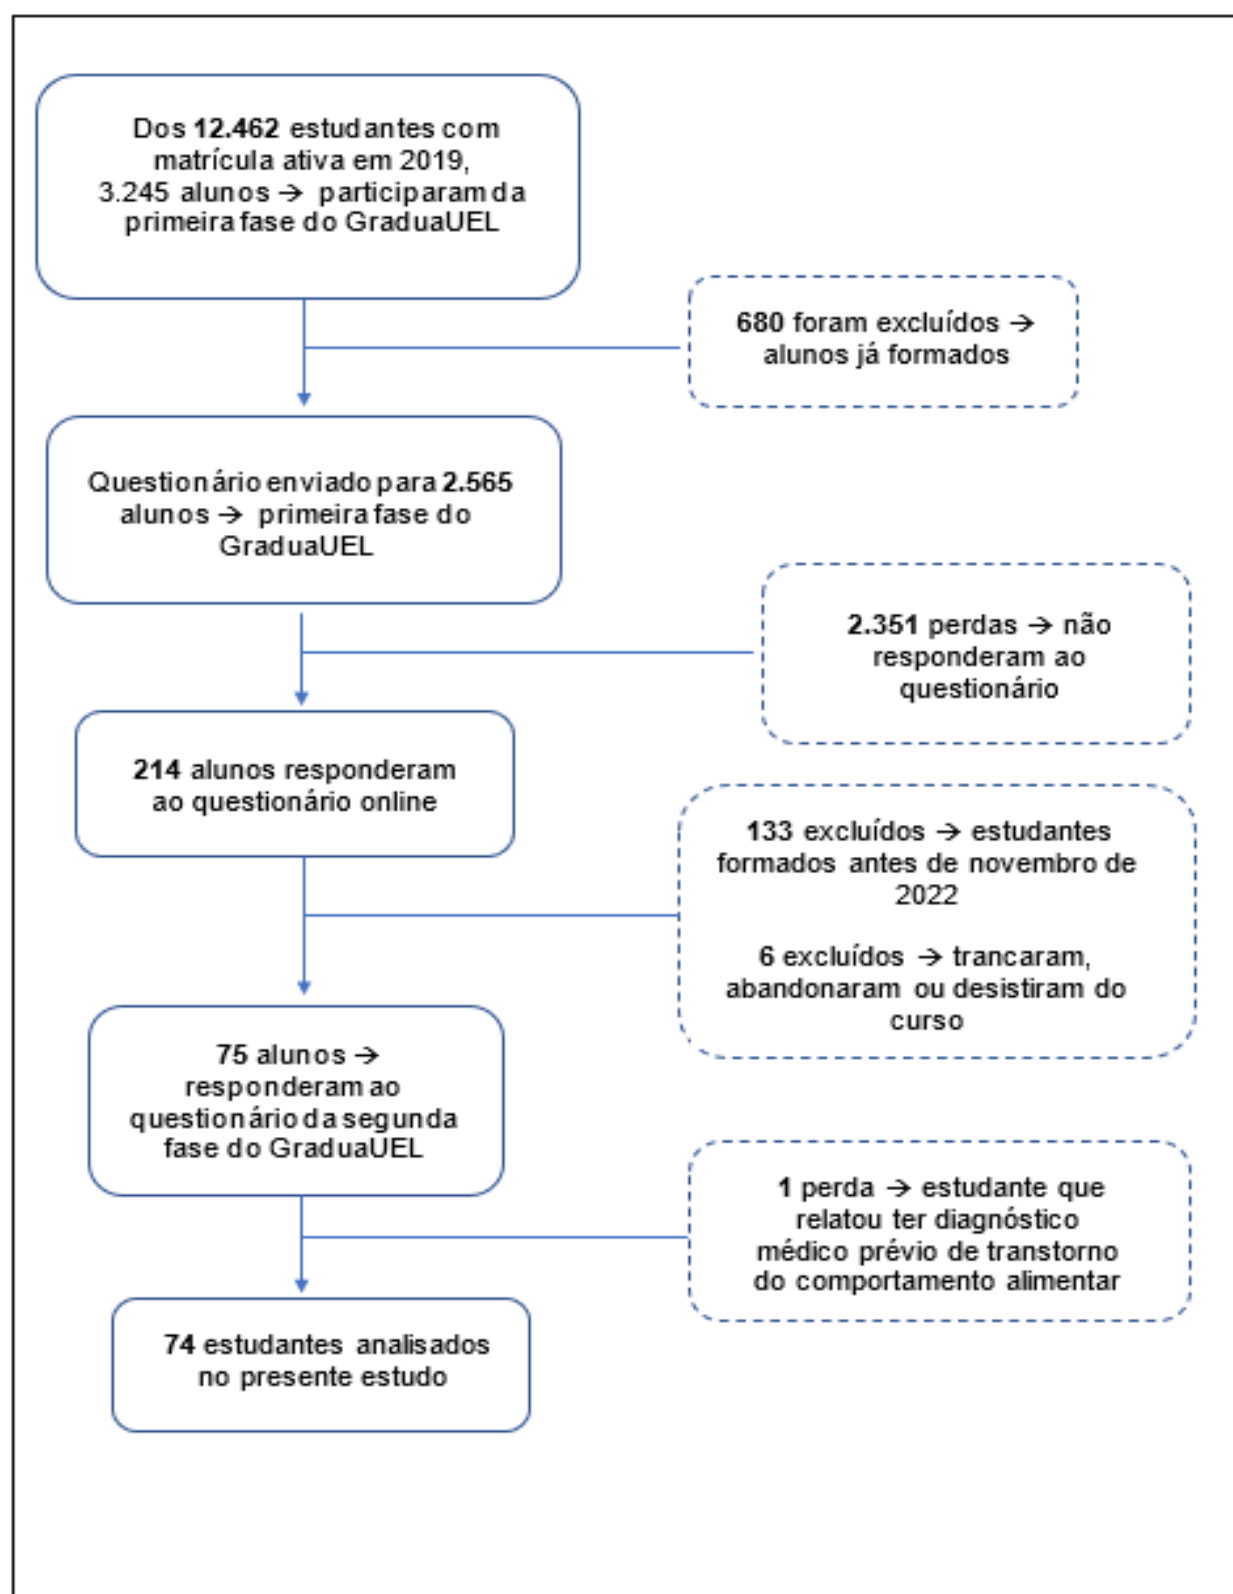 Dos 12.462 estudantes com
matrícula ativa em 2019,
3.245 alunos → participaram da
primeira fase do GraduaUEL
680 foram excluídos →
alunos já formados
Questionário enviado para 2.565
alunos → primeira fase do
GraduaUEL
2.351 perdas → não
responderam ao
questionário
214 alunos responderam
ao questionário online
133 excluídos → estudantes
formados antes de novembro de
2022
6 excluídos → trancaram,
abandonaram ou desistiram do
curso
75 alunos →
responderam ao
questionário da segunda
fase do GraduaUEL
1 perda → estudante que
relatou ter diagnóstico
médico prévio de transtorno
do comportamento alimentar
74 estudantes analisados
no presente estudo